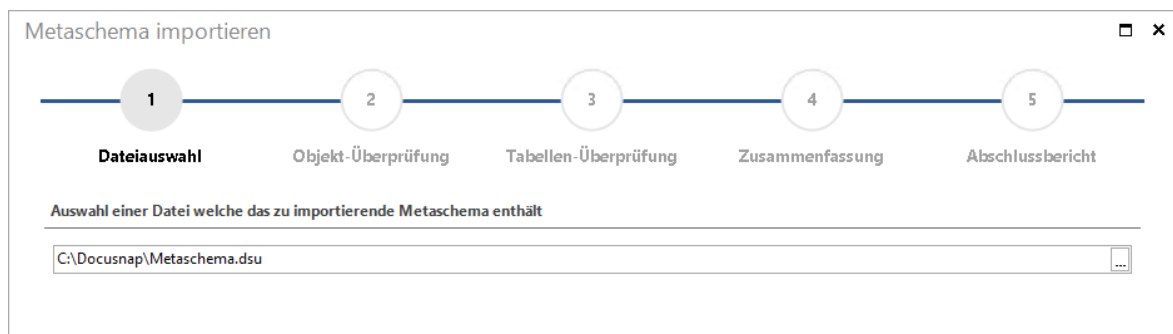 Metaschema importieren
1 2 3 4 5
Dateiauswahl Objekt-Überprüfung Tabellen-Überprüfung Zusammenfassung Abschlussbericht
Auswahl einer Datei welche das zu importierende Metaschema enthält
C:\Docusnap\Metaschema.dsu ...